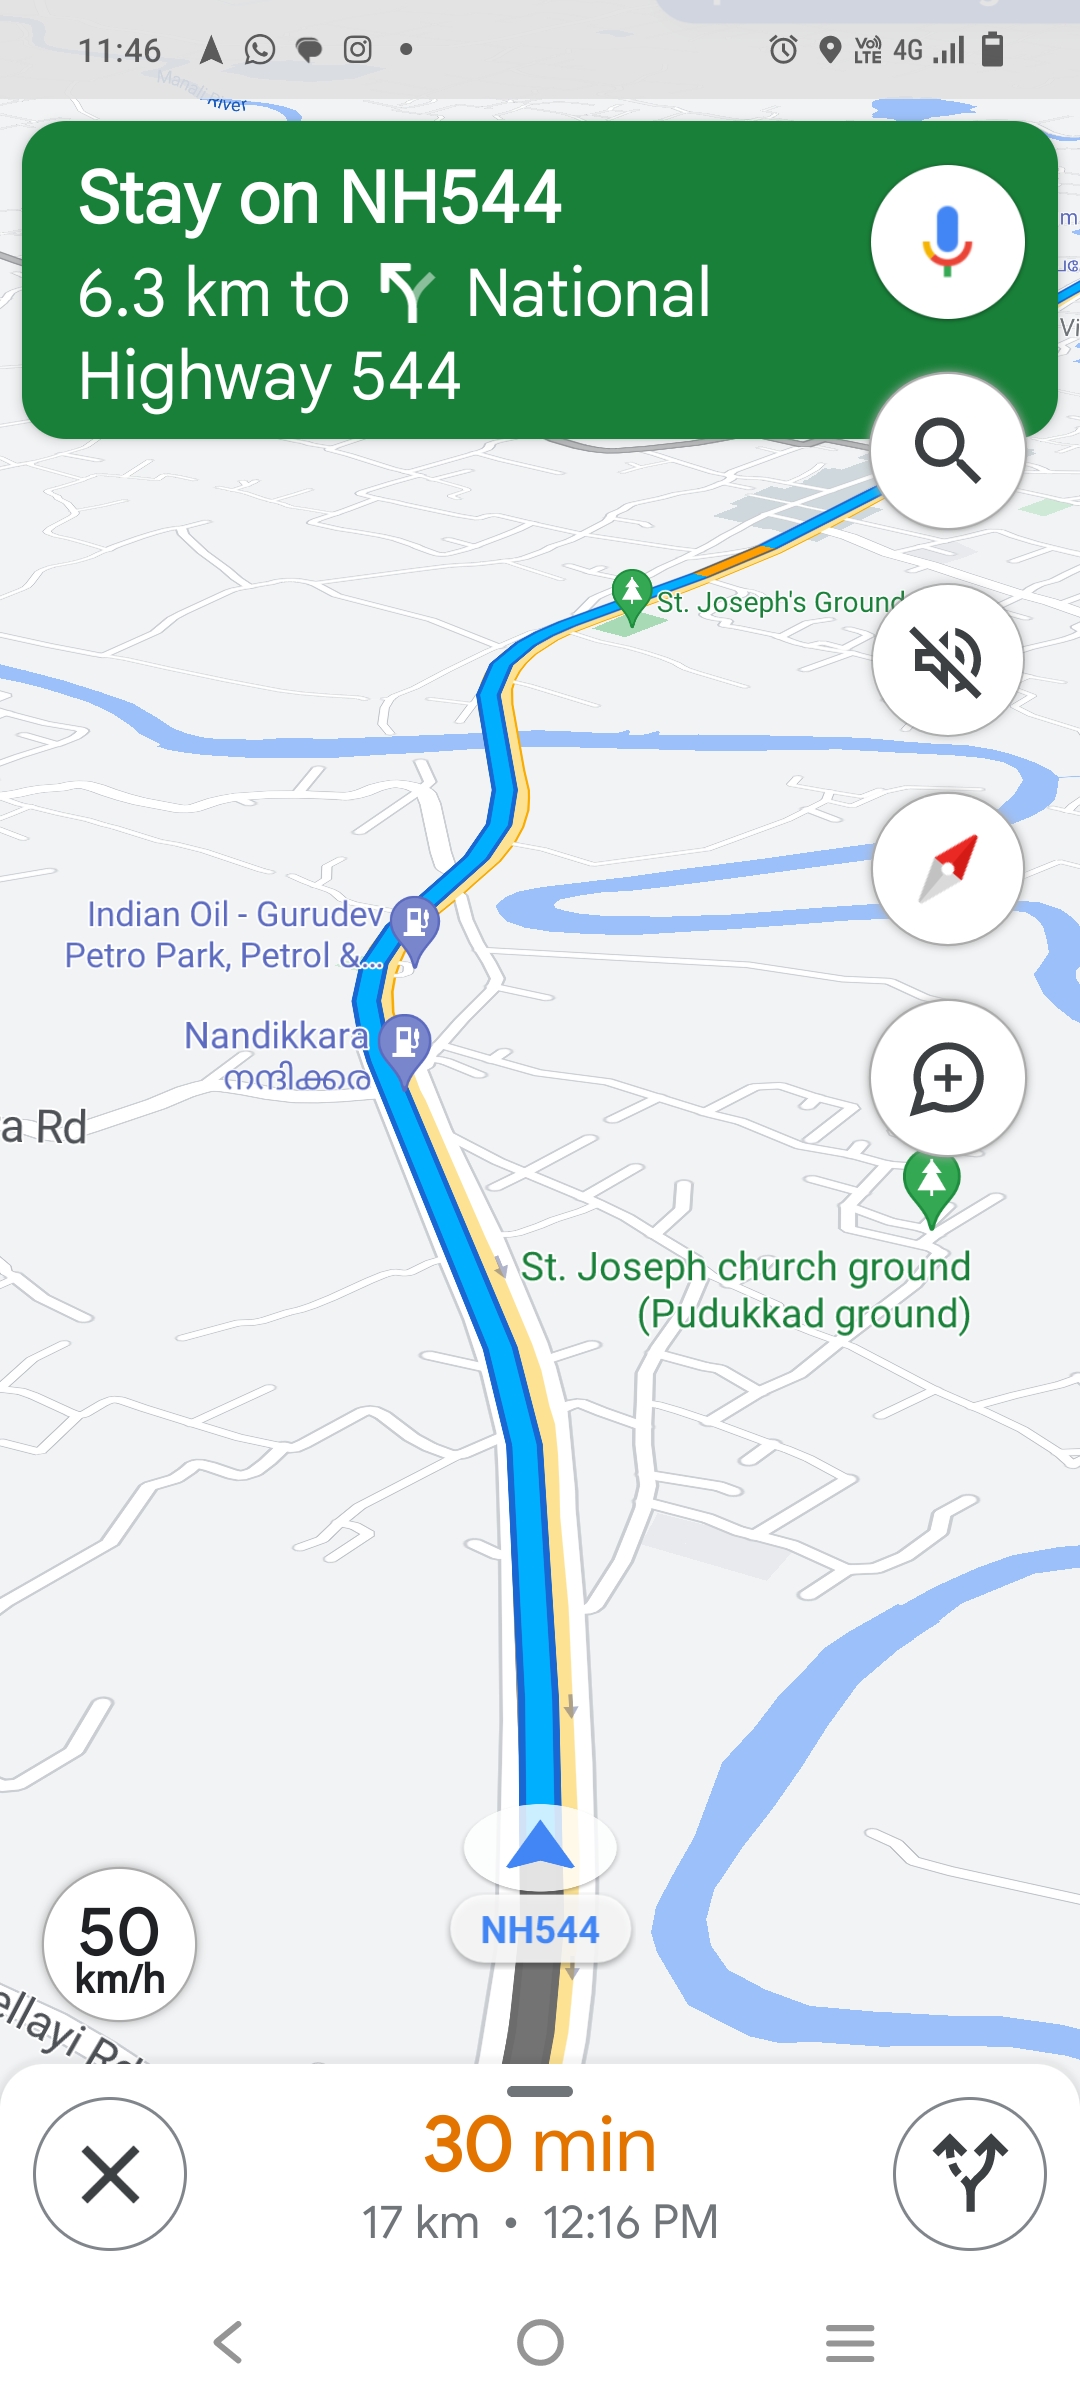 11:46
Vo))
LTE
4G
River
Stay on NH544
6.3 km to National
Highway 544
St. Joseph's Ground
Indian Oil - Gurudev
Petro Park, Petrol &...
Nandikkara
നന്ദിക്കര
a Rd
St. Joseph church ground
(Pudukkad ground)
NH544
50
km/h
ellayi Rd
30 min
17 km • 12:16 PM